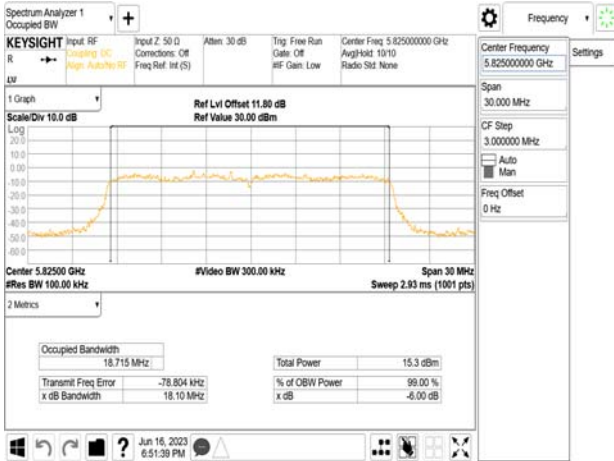 Spectrum Analyzer 1
Occupied BW
Frequency
KEYSIGHT
Input: RF
Coupling: DC
Align: Auto/No RF
Input Z: 50 Ω
Corrections: Off
Freq Ref: Int (S)
Atten: 30 dB
Trig: Free Run
Gate: Off
#IF Gain: Low
Center Freq: 5.825000000 GHz
Avg|Hold: 10/10
Radio Std: None
R
LXI
Center Frequency
5.825000000 GHz
Settings
Span
30.000 MHz
CF Step
3.000000 MHz
Auto
Man
Freq Offset
0 Hz
1 Graph
Scale/Div 10.0 dB
Ref Lvl Offset 11.80 dB
Ref Value 30.00 dBm
Log
20.0
10.0
0.00
-10.0
-20.0
-30.0
-40.0
-50.0
-60.0
Center 5.82500 GHz
#Video BW 300.00 kHz
Span 30 MHz
#Res BW 100.00 kHz
Sweep 2.93 ms (1001 pts)
2 Metrics
Occupied Bandwidth
18.715 MHz
Total Power
15.3 dBm
Transmit Freq Error
-78.804 kHz
% of OBW Power
99.00 %
x dB Bandwidth
18.10 MHz
x dB
-6.00 dB
?
Jun 16, 2023
6:51:39 PM